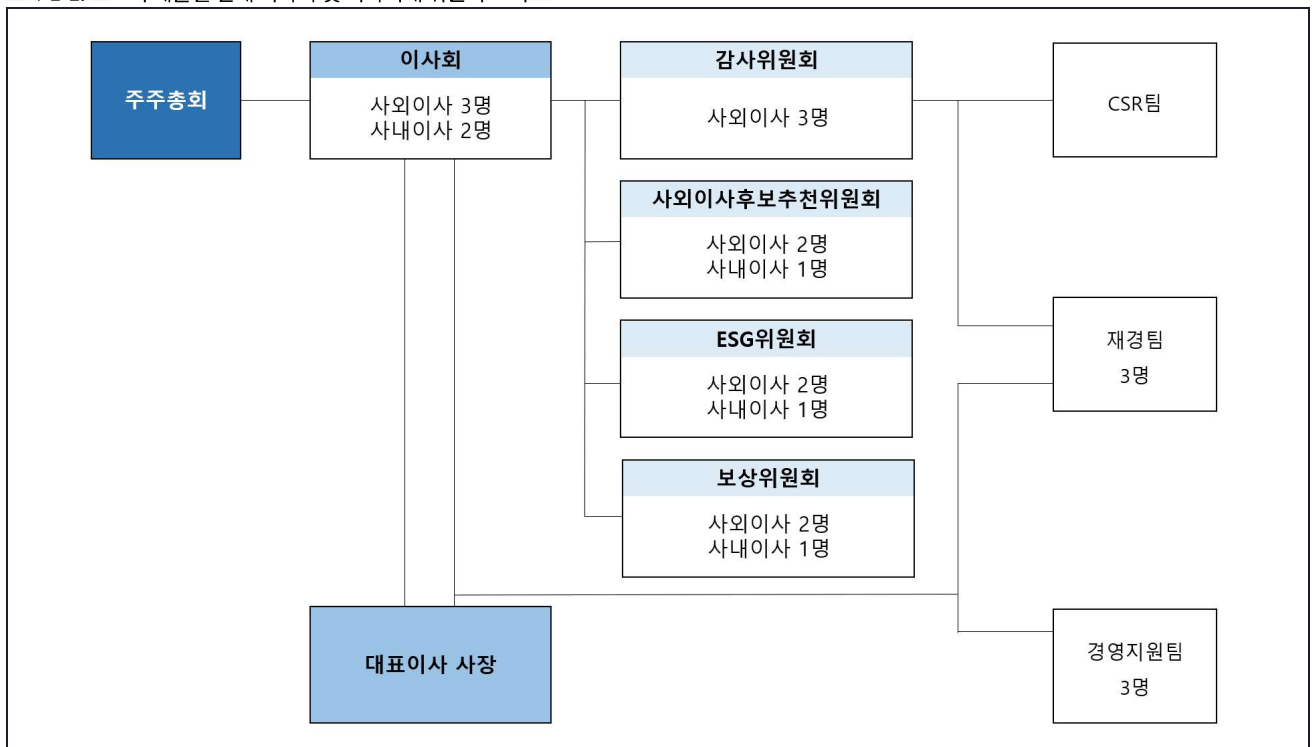 주주총회
이사회
사외이사 3명
사내이사 2명
감사위원회
사외이사 3명
CSR팀
사외이사후보추천위원회
사외이사 2명
사내이사 1명
ESG위원회
사외이사 2명
사내이사 1명
재경팀
3명
보상위원회
사외이사 2명
사내이사 1명
대표이사 사장
경영지원팀
3명